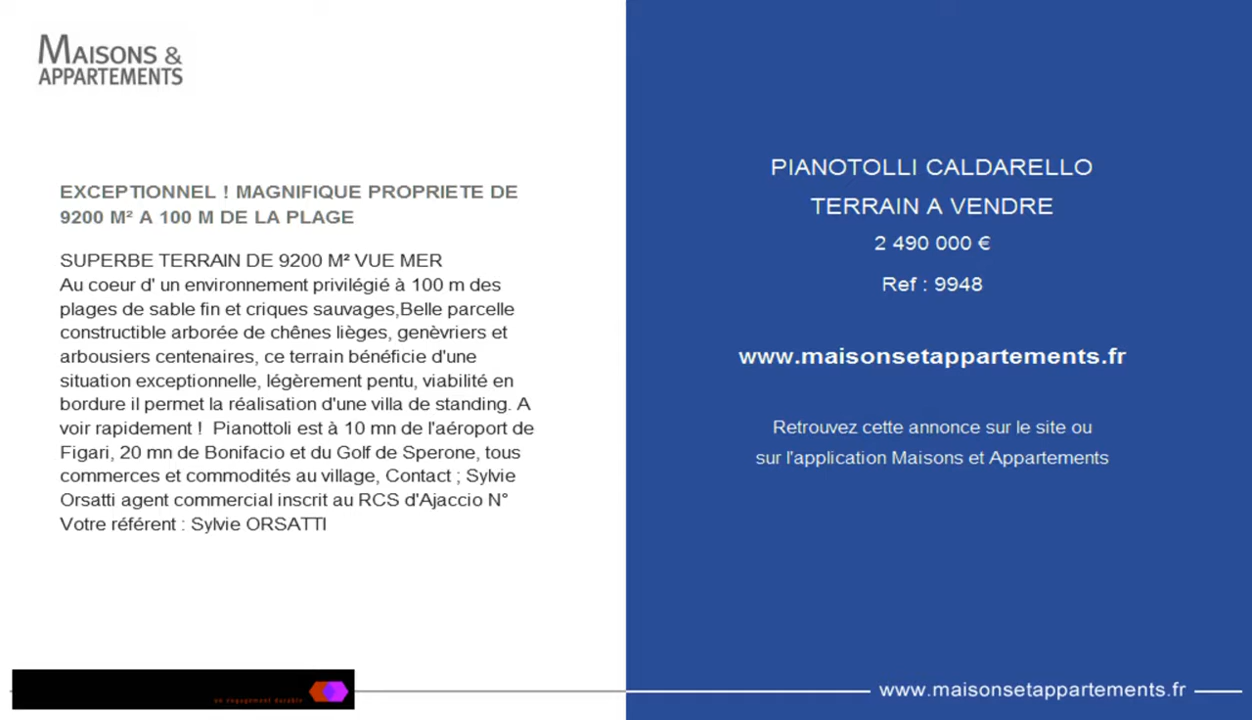 MAISONS &
APPARTEMENTS
EXCEPTIONNEL ! MAGNIFIQUE PROPRIETE DE
9200 M² A 100 M DE LA PLAGE
SUPERBE TERRAIN DE 9200 M² VUE MER
Au coeur d' un environnement privilégié à 100 m des
plages de sable fin et criques sauvages,Belle parcelle
constructible arborée de chênes lièges, genèvriers et
arbousiers centenaires, ce terrain bénéficie d'une
situation exceptionnelle, légèrement pentu, viabilité en
bordure il permet la réalisation d'une villa de standing. A
voir rapidement !  Pianottoli est à 10 mn de l'aéroport de
Figari, 20 mn de Bonifacio et du Golf de Sperone, tous
commerces et commodités au village, Contact ; Sylvie
Orsatti agent commercial inscrit au RCS d'Ajaccio N°
Votre référent : Sylvie ORSATTI
un engagement durable
PIANOTOLLI CALDARELLO
TERRAIN A VENDRE
2 490 000 €
Ref : 9948
www.maisonsetappartements.fr
Retrouvez cette annonce sur le site ou
sur l'application Maisons et Appartements
www.maisonsetappartements.fr